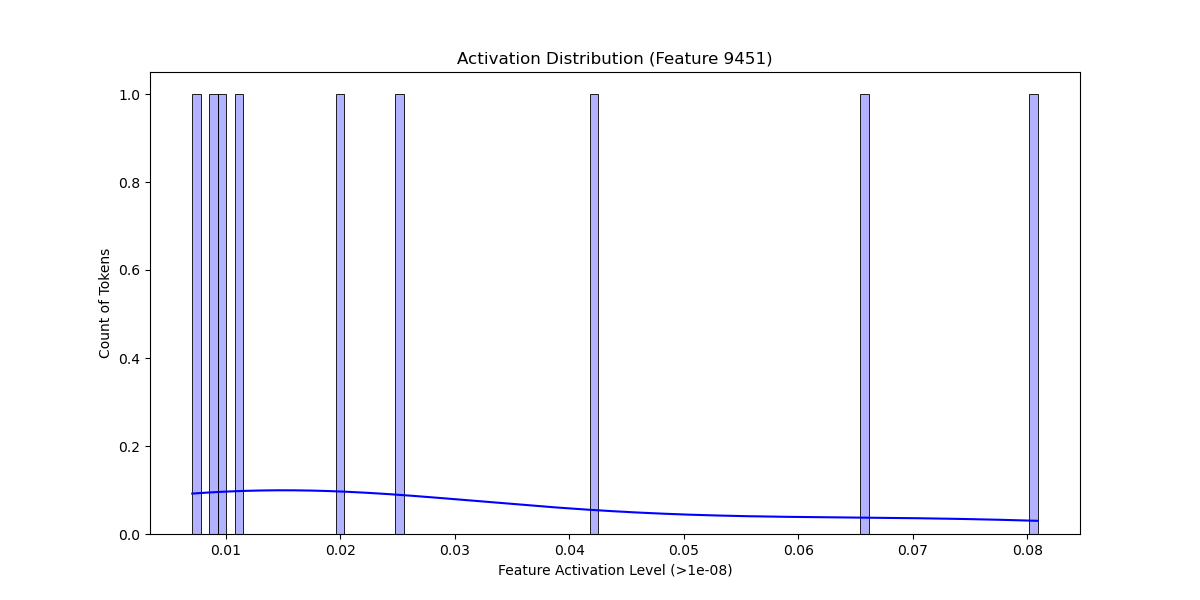 Activation Distribution (Feature 9451)
Count of Tokens
1.0
0.8
0.6
0.4
0.2
0.0
0.01 0.02 0.03 0.04 0.05 0.06 0.07 0.08
Feature Activation Level (>1e-08)